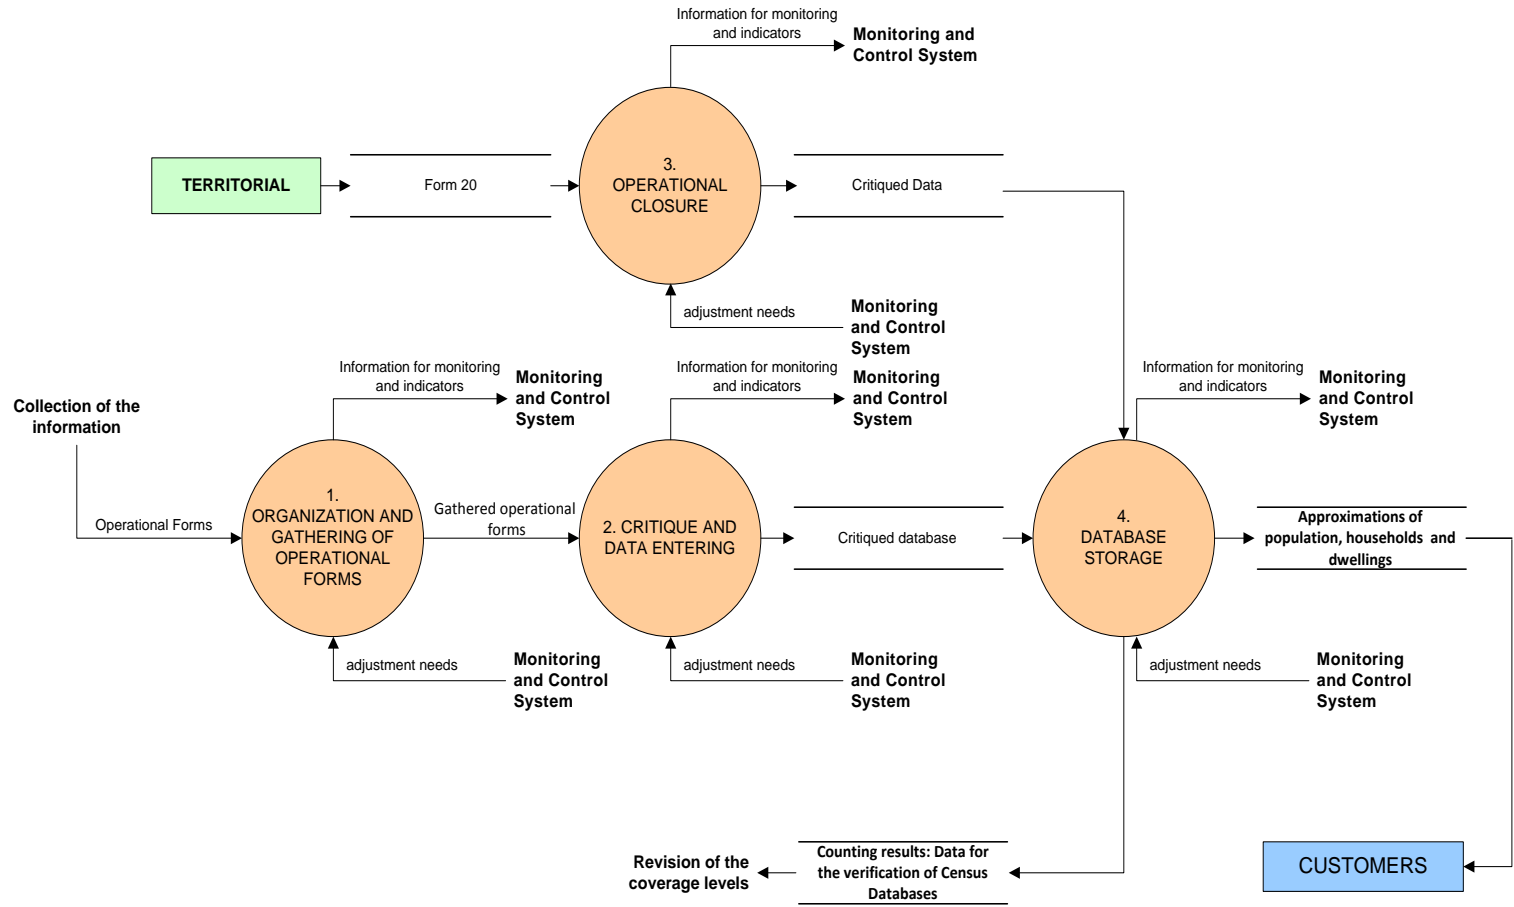 Information for monitoring
and indicators
Monitoring and
Control System
TERRITORIAL
Form 20
3.
OPERATIONAL
CLOSURE
Critiqued Data
adjustment needs
Monitoring
and Control
System
Information for monitoring
and indicators
Monitoring
and Control
System
Information for monitoring
and indicators
Monitoring
and Control
System
Information for monitoring
and indicators
Monitoring
and Control
System
Collection of the
information
Operational Forms
1.
ORGANIZATION AND
GATHERING OF
OPERATIONAL
FORMS
Gathered operational
forms
2. CRITIQUE AND
DATA ENTERING
Critiqued database
4.
DATABASE
STORAGE
Approximations of
population, households and
dwellings
adjustment needs
Monitoring
and Control
System
adjustment needs
Monitoring
and Control
System
adjustment needs
Monitoring
and Control
System
Revision of the
coverage levels
Counting results: Data for
the verification of Census
Databases
CUSTOMERS